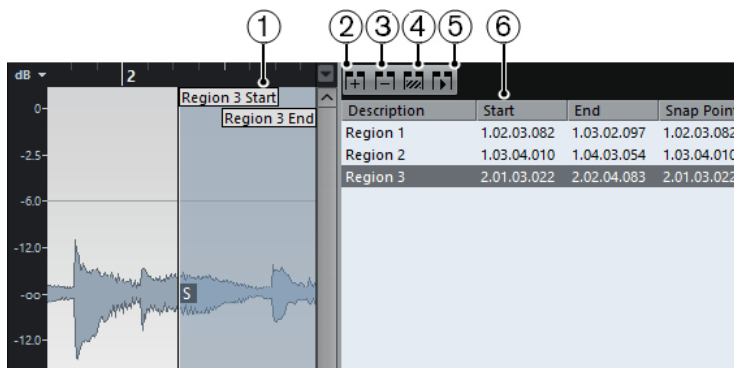 1 2 3 4 5 6
dB 2
Region 3 Start
Region 3 End
0
-2.5
-6.0
-12.0
-oo
-12.0
S
Description Start End Snap Poin
Region 1 1.02.03.082 1.03.02.097 1.02.03.082
Region 2 1.03.04.010 1.04.03.054 1.03.04.010
Region 3 2.01.03.022 2.02.04.083 2.01.03.022